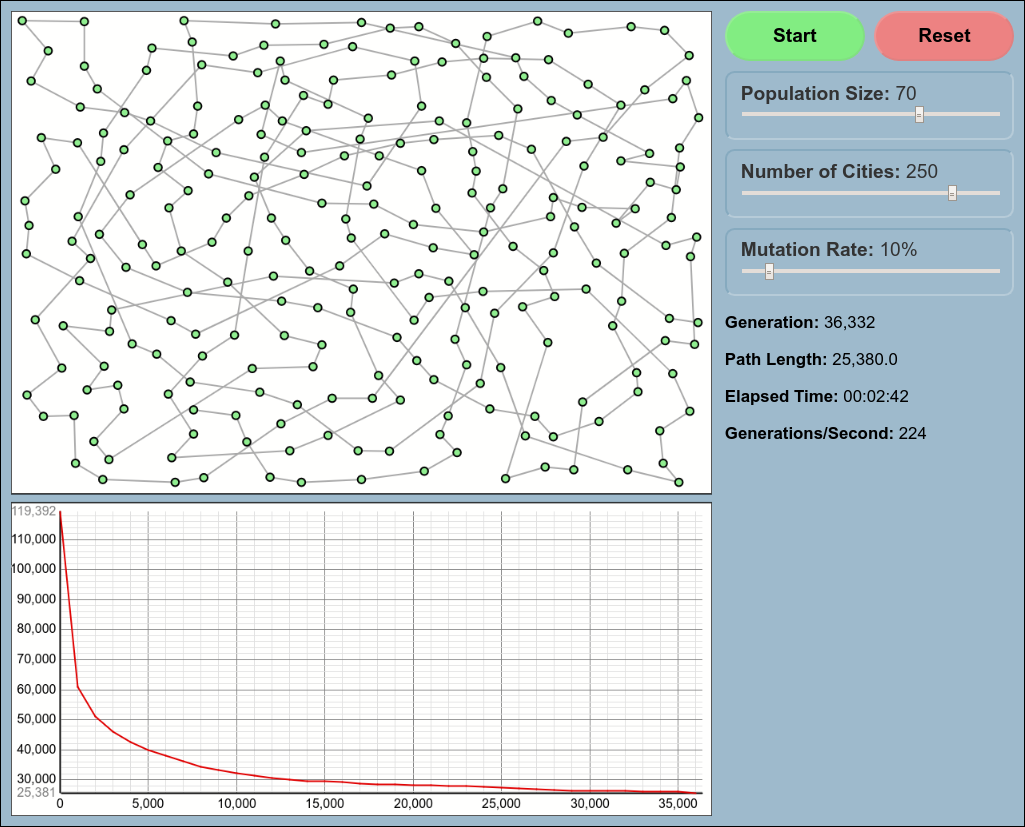 Start
Reset
Population Size: 70
Number of Cities: 250
Mutation Rate: 10%
Generation: 36,332
Path Length: 25,380.0
Elapsed Time: 00:02:42
Generations/Second: 224
119,392
110,000
100,000
90,000
80,000
70,000
60,000
50,000
40,000
30,000
25,381
0
5,000
10,000
15,000
20,000
25,000
30,000
35,000